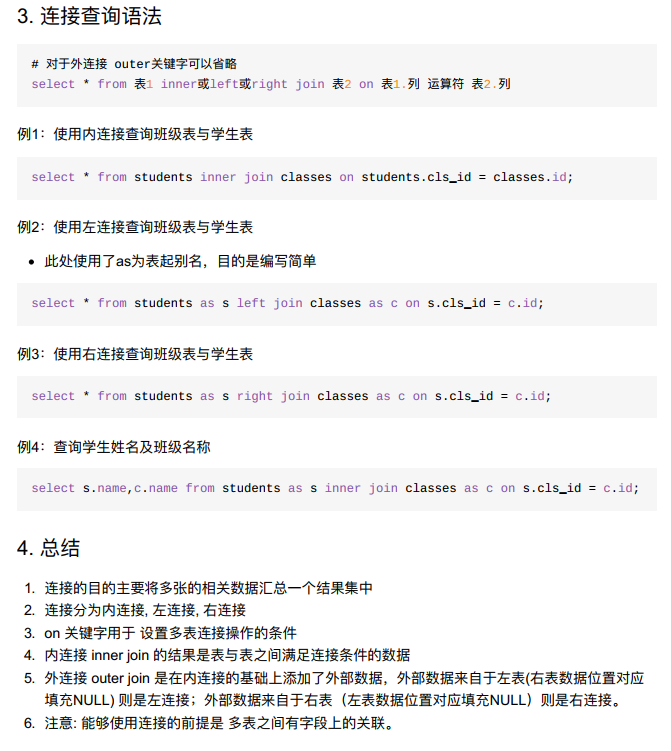 3. 连接查询语法
# 对于外连接 outer关键字可以省略
select * from 表1 inner或left或right join 表2 on 表1.列 运算符 表2.列
例1：使用内连接查询班级表与学生表
select * from students inner join classes on students.cls_id = classes.id;
例2：使用左连接查询班级表与学生表
• 此处使用了as为表起别名，目的是编写简单
select * from students as s left join classes as c on s.cls_id = c.id;
例3：使用右连接查询班级表与学生表
select * from students as s right join classes as c on s.cls_id = c.id;
例4：查询学生姓名及班级名称
select s.name,c.name from students as s inner join classes as c on s.cls_id = c.id;
4. 总结
1. 连接的目的主要将多张的相关数据汇总一个结果集中
2. 连接分为内连接, 左连接, 右连接
3. on 关键字用于 设置多表连接操作的条件
4. 内连接 inner join 的结果是表与表之间满足连接条件的数据
5. 外连接 outer join 是在内连接的基础上添加了外部数据，外部数据来自于左表(右表数据位置对应
填充NULL) 则是左连接；外部数据来自于右表（左表数据位置对应填充NULL）则是右连接。
6. 注意: 能够使用连接的前提是 多表之间有字段上的关联。